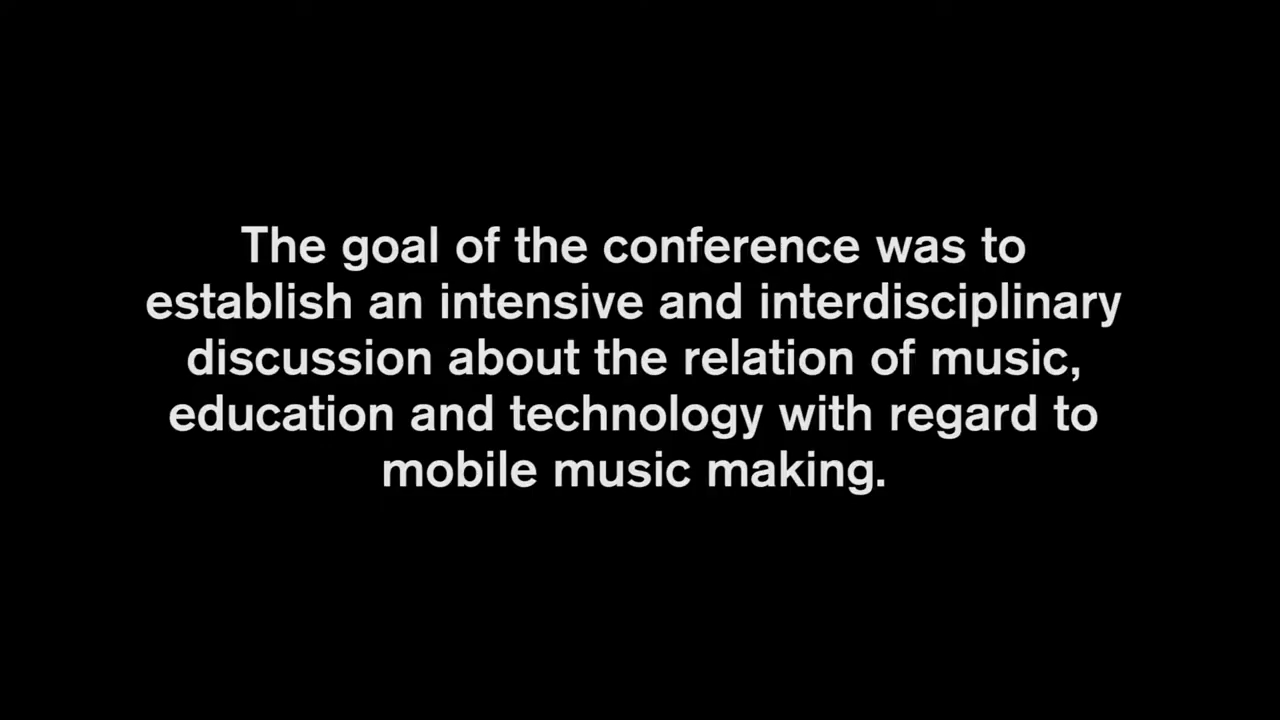 The goal of the conference was to
establish an intensive and interdisciplinary
discussion about the relation of music,
education and technology with regard to
mobile music making.